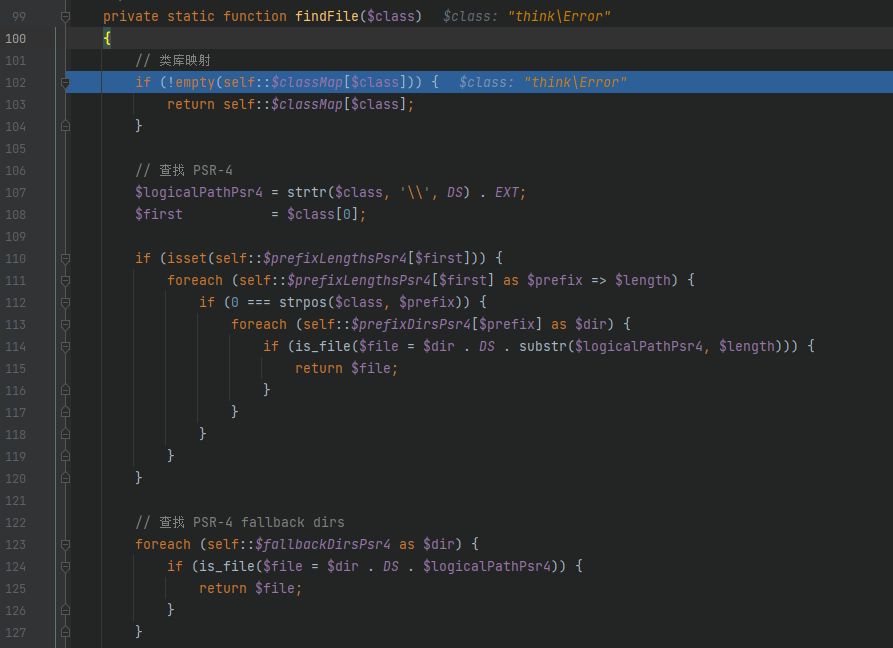 99 private static function findFile($class) $class: "think\Error"
100 {
101 // 类库映射
102 if (!empty(self::$classMap[$class])) { $class: "think\Error"
103 return self::$classMap[$class];
104 }
105
106 // 查找 PSR-4
107 $logicalPathPsr4 = strtr($class, '\\', DS) . EXT;
108 $first = $class[0];
109
110 if (isset(self::$prefixLengthsPsr4[$first])) {
111 foreach (self::$prefixLengthsPsr4[$first] as $prefix => $length) {
112 if (0 === strpos($class, $prefix)) {
113 foreach (self::$prefixDirsPsr4[$prefix] as $dir) {
114 if (is_file($file = $dir . DS . substr($logicalPathPsr4, $length))) {
115 return $file;
116 }
117 }
118 }
119 }
120 }
121
122 // 查找 PSR-4 fallback dirs
123 foreach (self::$fallbackDirsPsr4 as $dir) {
124 if (is_file($file = $dir . DS . $logicalPathPsr4)) {
125 return $file;
126 }
127 }